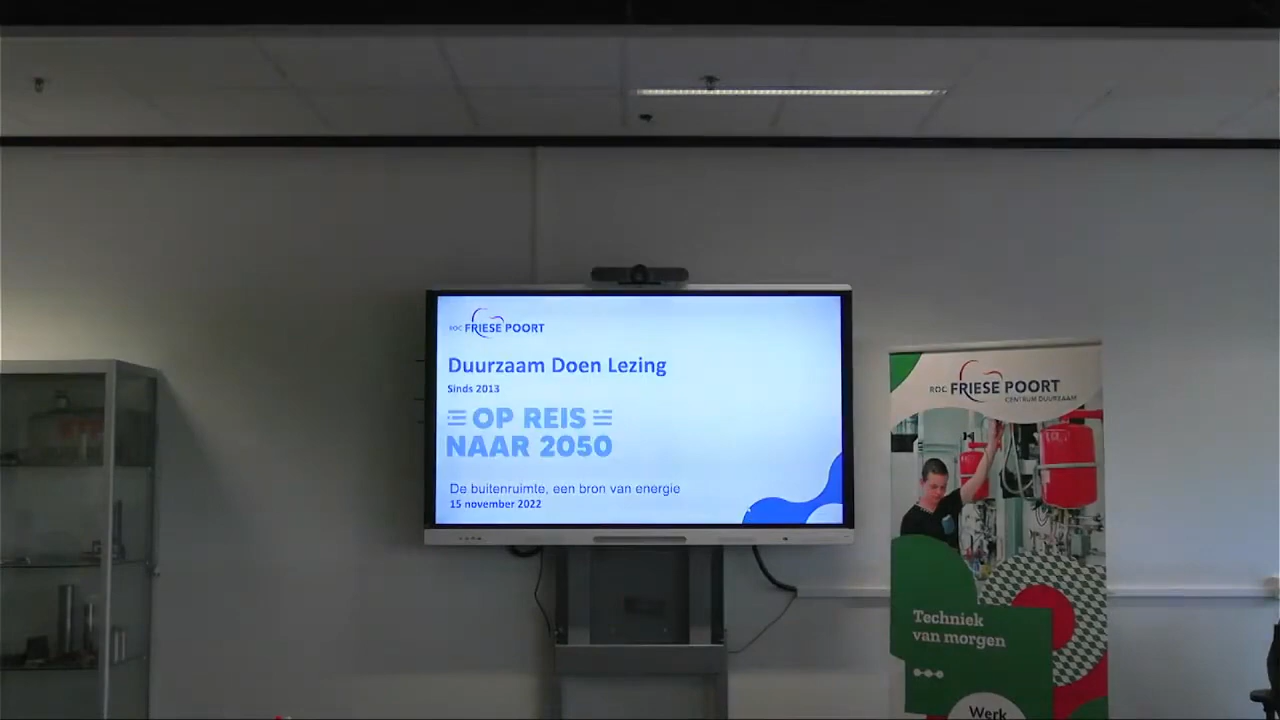 ROC FRIESE POORT
Duurzaam Doen Lezing
Sinds 2013
OP REIS
NAAR 2050
De buitenruimte, een bron van energie
15 november 2022
ROC FRIESE POORT
CENTRUM DUURZAAM
Techniek
van morgen
Werk